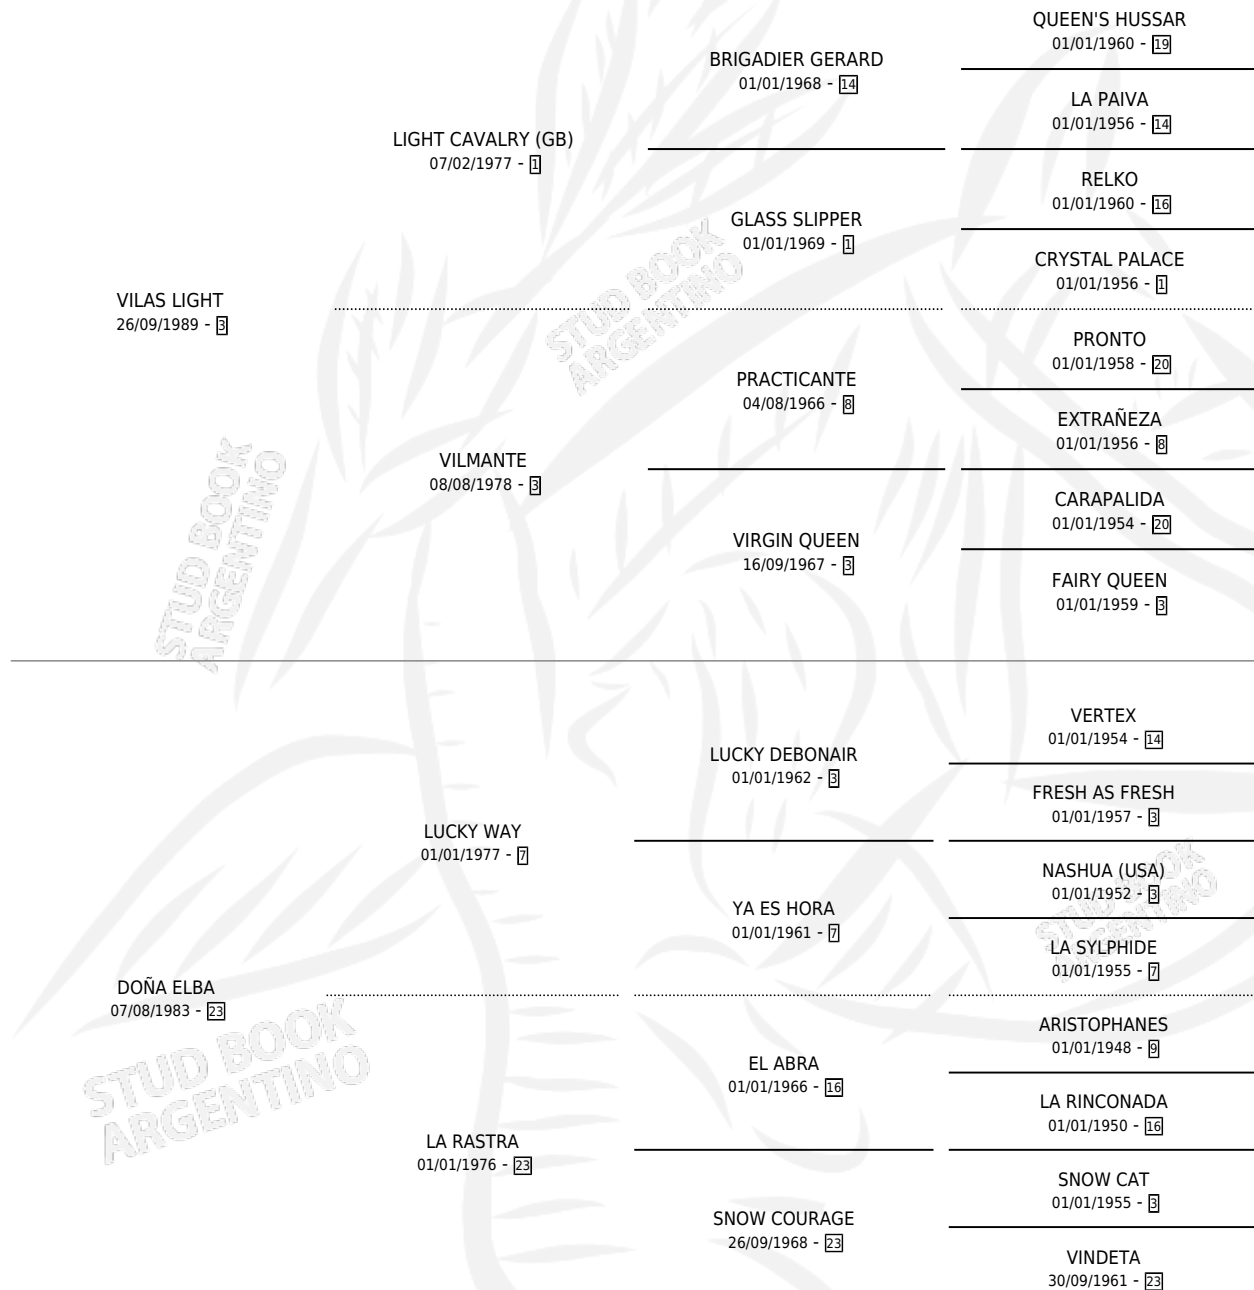 QUEEN'S HUSSAR
01/01/1960 - 19
BRIGADIER GERARD
01/01/1968 - 14
LA PAIVA
01/01/1956 - 14
LIGHT CAVALRY (GB)
07/02/1977 - 1
RELKO
01/01/1960 - 16
GLASS SLIPPER
01/01/1969 - 1
CRYSTAL PALACE
01/01/1956 - 1
VILAS LIGHT
26/09/1989 - 3
PRONTO
01/01/1958 - 20
PRACTICANTE
04/08/1966 - 8
EXTRAÑEZA
01/01/1956 - 8
VILMANTE
08/08/1978 - 3
CARAPALIDA
01/01/1954 - 20
VIRGIN QUEEN
16/09/1967 - 3
FAIRY QUEEN
01/01/1959 - 3
VERTEX
01/01/1954 - 14
LUCKY DEBONAIR
01/01/1962 - 3
FRESH AS FRESH
01/01/1957 - 3
LUCKY WAY
01/01/1977 - 7
NASHUA (USA)
01/01/1952 - 3
YA ES HORA
01/01/1961 - 7
LA SYLPHIDE
01/01/1955 - 7
DOÑA ELBA
07/08/1983 - 23
ARISTOPHANES
01/01/1948 - 9
EL ABRA
01/01/1966 - 16
LA RINCONADA
01/01/1950 - 16
LA RASTRA
01/01/1976 - 23
SNOW CAT
01/01/1955 - 3
SNOW COURAGE
26/09/1968 - 23
VINDETA
30/09/1961 - 23
STUD BOOK
ARGENTINO
STUD BOOK
ARGENTINO
STUD BOOK
ARGENTINO
STUD BOOK
ARGENTINO